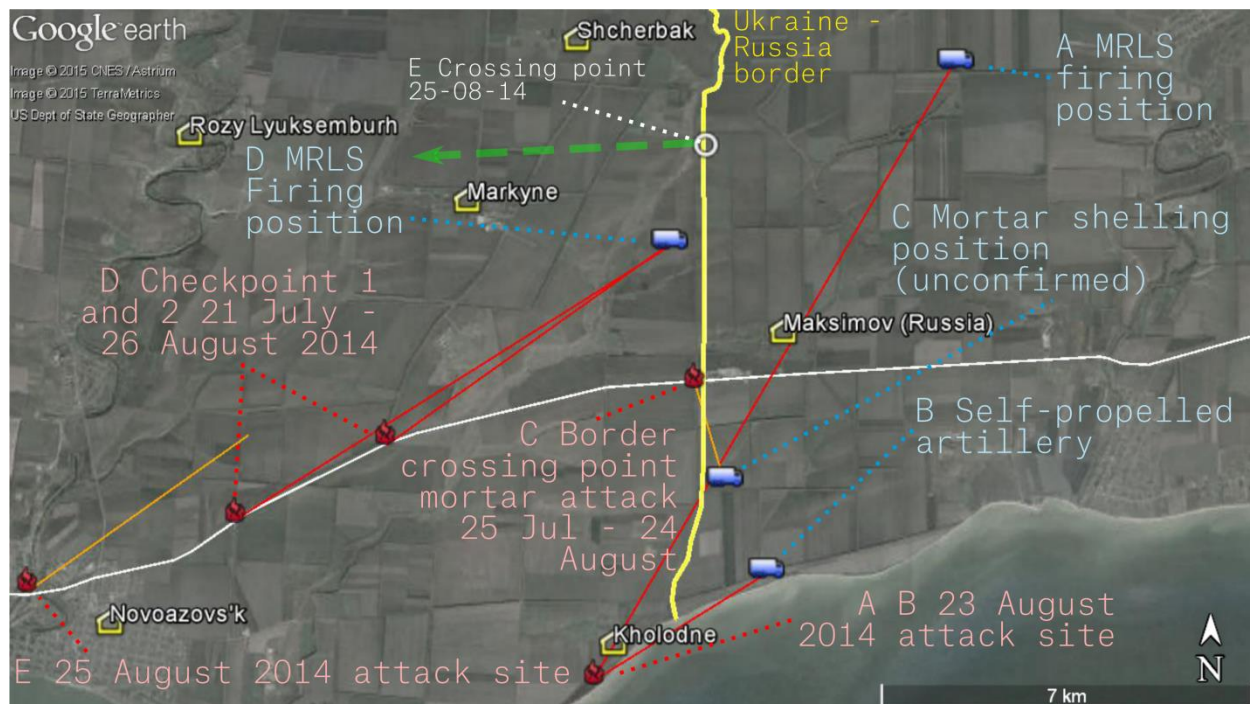 Google earth
Image © 2015 CNES / Astrium
Image © 2015 TerraMetrics
US Dept of State Geographer
Shcherbak
Ukraine -
Russia
border
A MRLS
firing
position
E Crossing point
25-08-14
Rozy Lyuksemburh
D MRLS
Firing
position
Markyne
C Mortar shelling
position
(unconfirmed)
D Checkpoint 1
and 2 21 July -
26 August 2014
Maksimov (Russia)
B Self-propelled
artillery
C Border
crossing point
mortar attack
25 Jul - 24
August
Novoazovs'k
Kholodne
A B 23 August
2014 attack site
E 25 August 2014 attack site
N
7 km